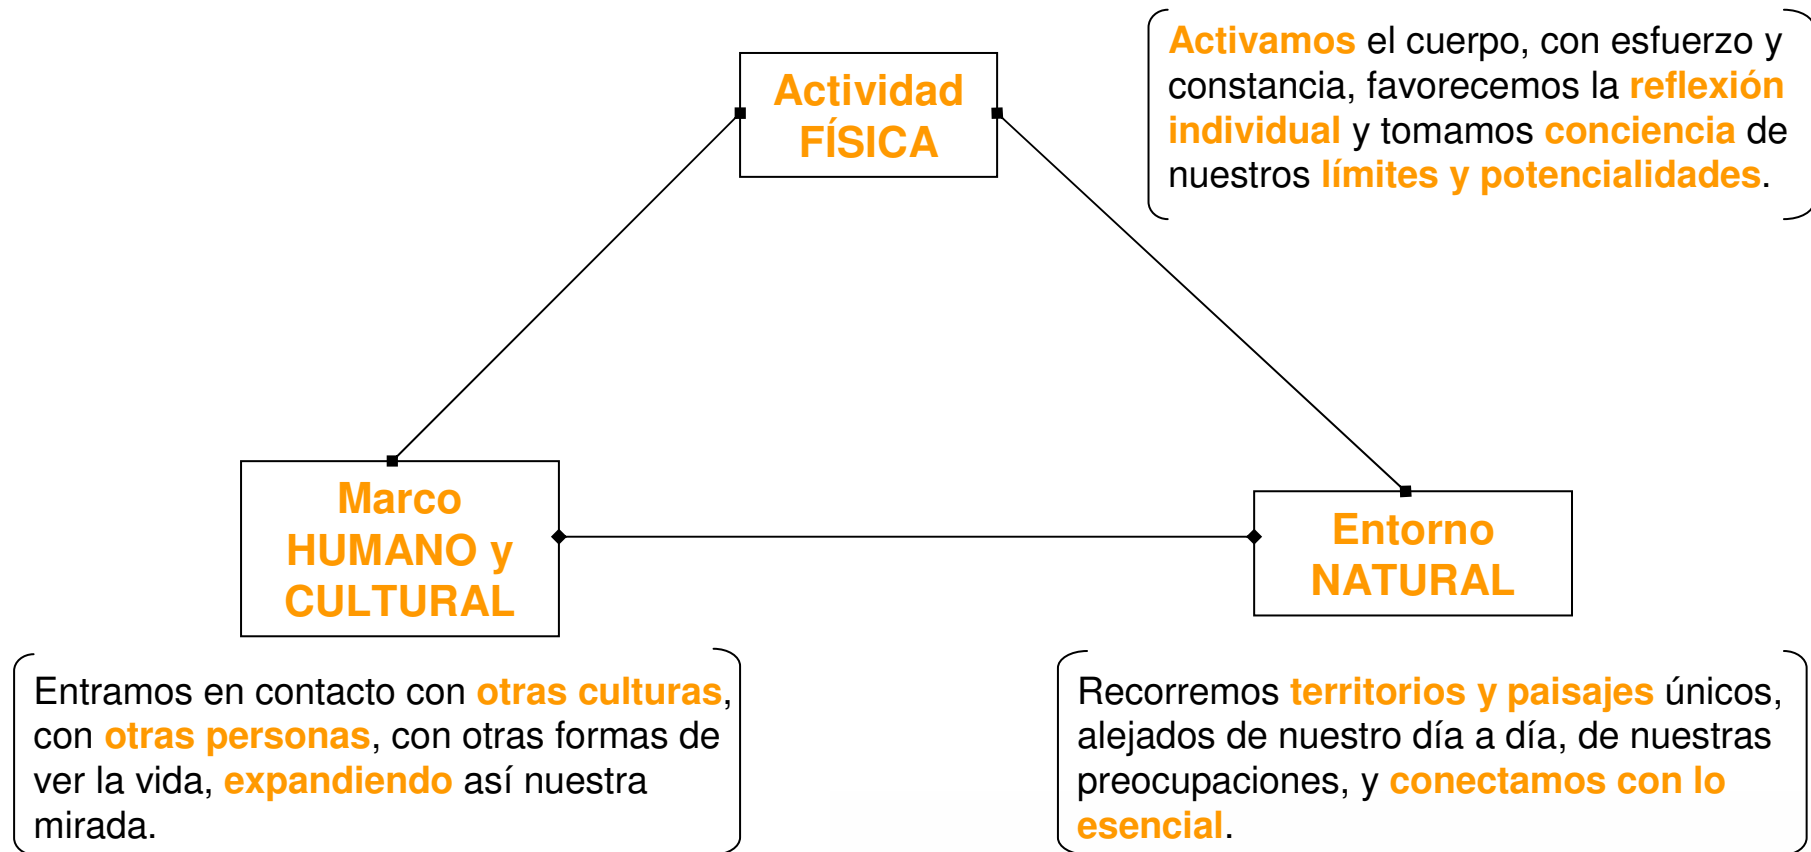 Actividad
FÍSICA
Activamos el cuerpo, con esfuerzo y
constancia, favorecemos la reflexión
individual y tomamos conciencia de
nuestros límites y potencialidades.
Marco
HUMANO y
CULTURAL
Entorno
NATURAL
Entramos en contacto con otras culturas,
con otras personas, con otras formas de
ver la vida, expandiendo así nuestra
mirada.
Recorremos territorios y paisajes únicos,
alejados de nuestro día a día, de nuestras
preocupaciones, y conectamos con lo
esencial.